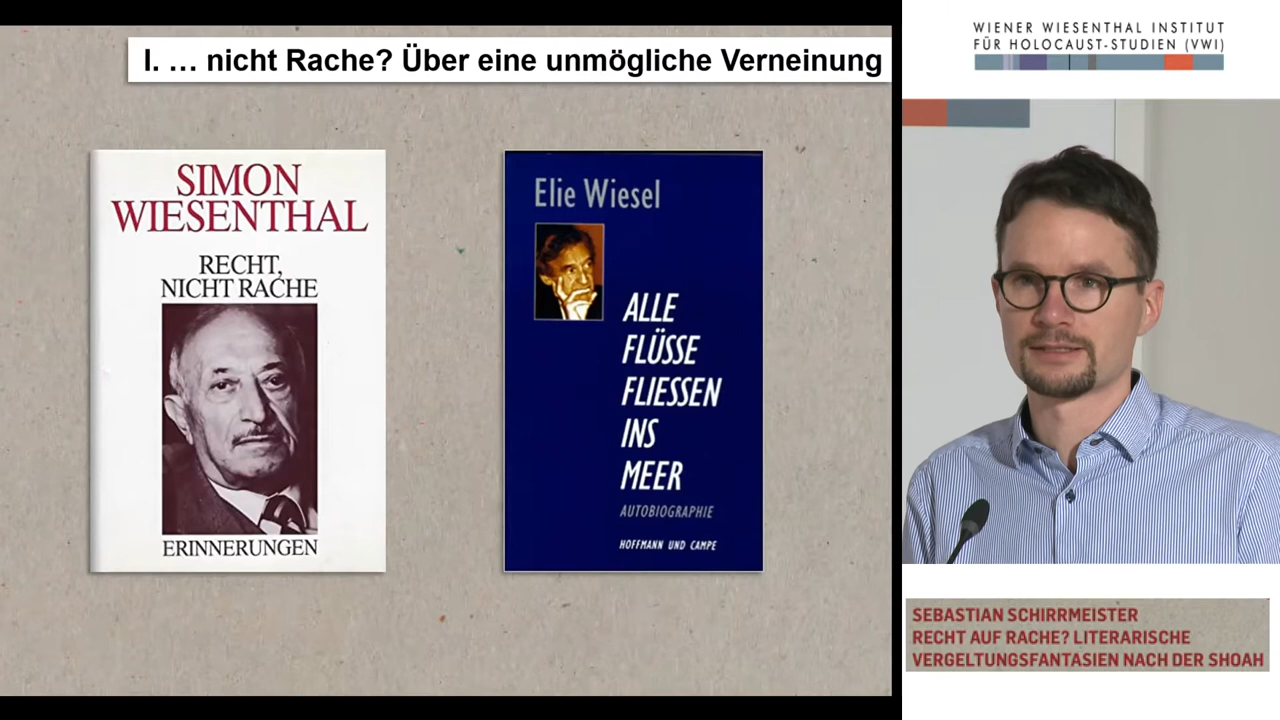 I. … nicht Rache? Über eine unmögliche Verneinung
SIMON
WIESENTHAL
RECHT,
NICHT RACHE
ERINNERUNGEN
Elie Wiesel
ALLE
FLÜSSE
FLIESSEN
INS
MEER
AUTOBIOGRAPHIE
HOFFMANN UND CAMPE
WIENER WIESENTHAL INSTITUT
FÜR HOLOCAUST-STUDIEN (VWI)
SEBASTIAN SCHIRRMEISTER
RECHT AUF RACHE? LITERARISCHE
VERGELTUNGSFANTASIEN NACH DER SHOAH